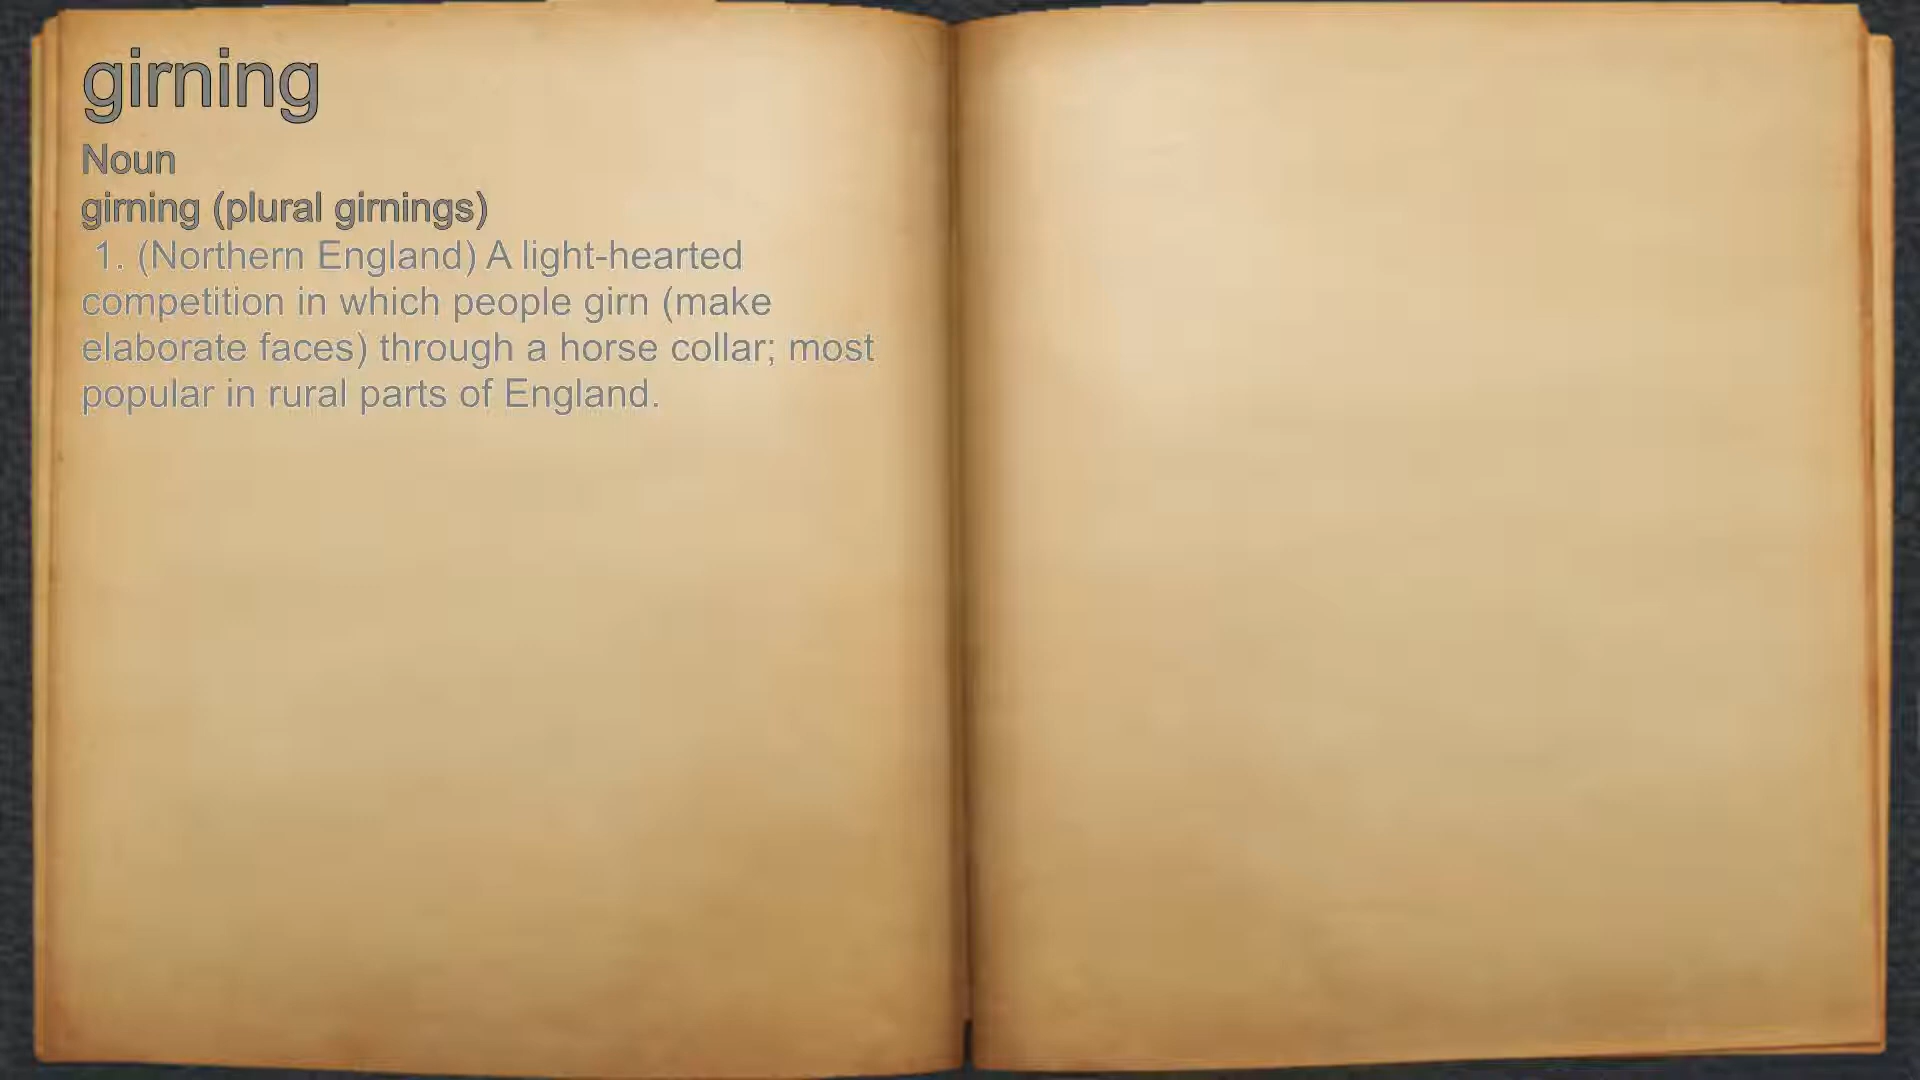 girning
Noun
girning (plural girnings)
1. (Northern England) A light-hearted
competition in which people girn (make
elaborate faces) through a horse collar; most
popular in rural parts of England.